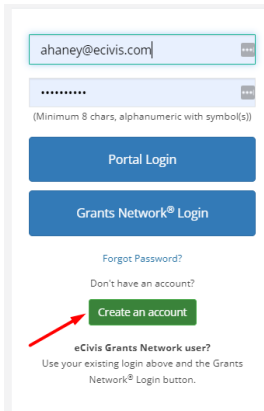 ahaney@ecivis.com
••••••••••
(Minimum 8 chars, alphanumeric with symbol(s))
Portal Login
Grants Network® Login
Forgot Password?
Don't have an account?
Create an account
eCivis Grants Network user?
Use your existing login above and the Grants
Network® Login button.